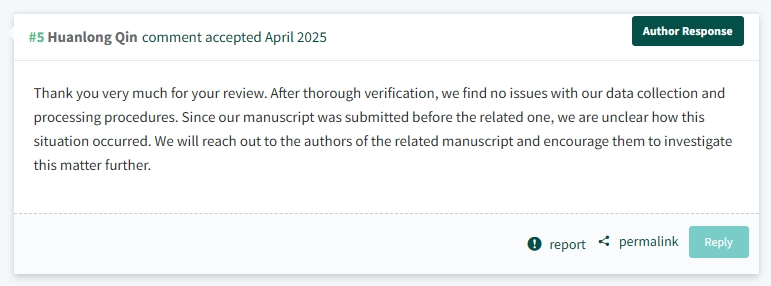 #5 Huanlong Qin comment accepted April 2025
Author Response
Thank you very much for your review. After thorough verification, we find no issues with our data collection and
processing procedures. Since our manuscript was submitted before the related one, we are unclear how this
situation occurred. We will reach out to the authors of the related manuscript and encourage them to investigate
this matter further.
report
permalink
Reply